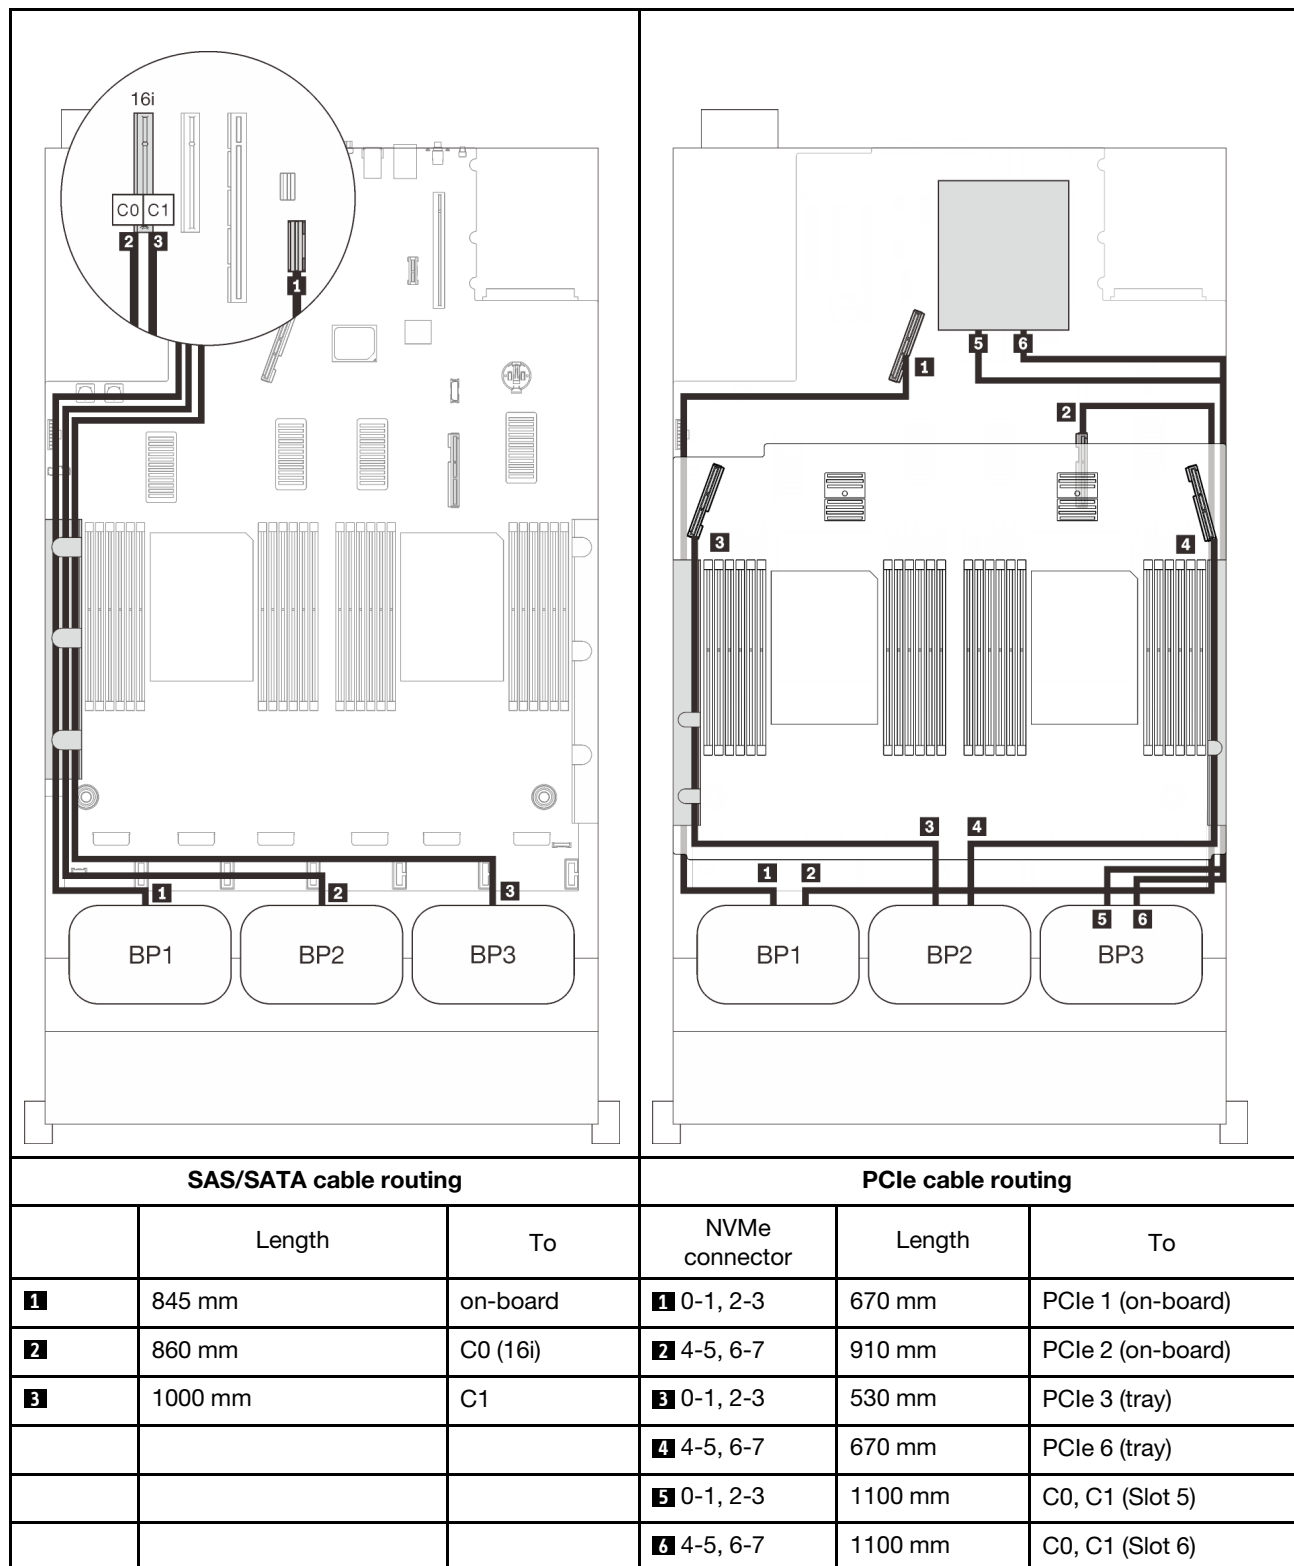 16i
C0 C1
2 3
1
1 2 3
BP1 BP2 BP3
5 6
1
2
3 4
3 4
1 2
5 6
BP1 BP2 BP3
SAS/SATA cable routing PCIe cable routing
Length To NVMe connector Length To
1 845 mm on-board 1 0-1, 2-3 670 mm PCIe 1 (on-board)
2 860 mm C0 (16i) 2 4-5, 6-7 910 mm PCIe 2 (on-board)
3 1000 mm C1 3 0-1, 2-3 530 mm PCIe 3 (tray)
4 4-5, 6-7 670 mm PCIe 6 (tray)
5 0-1, 2-3 1100 mm C0, C1 (Slot 5)
6 4-5, 6-7 1100 mm C0, C1 (Slot 6)